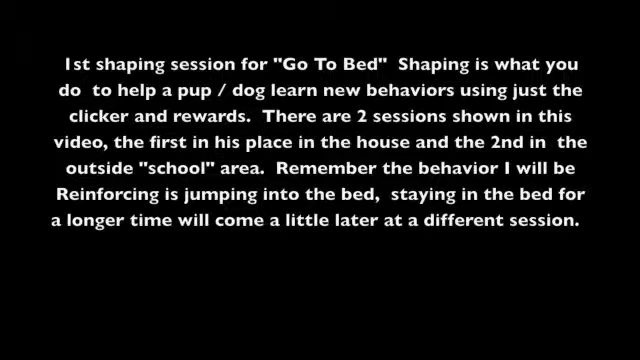 1st shaping session for "Go To Bed"  Shaping is what you
do  to help a pup / dog learn new behaviors using just the
clicker and rewards.  There are 2 sessions shown in this
video, the first in his place in the house and the 2nd in  the
outside "school" area.  Remember the behavior I will be
Reinforcing is jumping into the bed,  staying in the bed for
a longer time will come a little later at a different session.